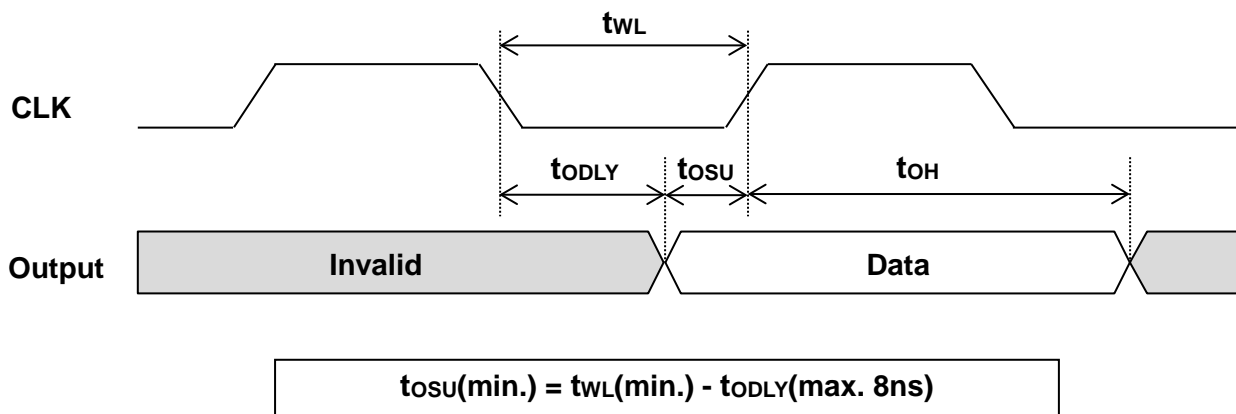 tWL
CLK
tODLY
tOSU
tOH
Output
Invalid
Data
tOSU(min.) = tWL(min.) - tODLY(max. 8ns)